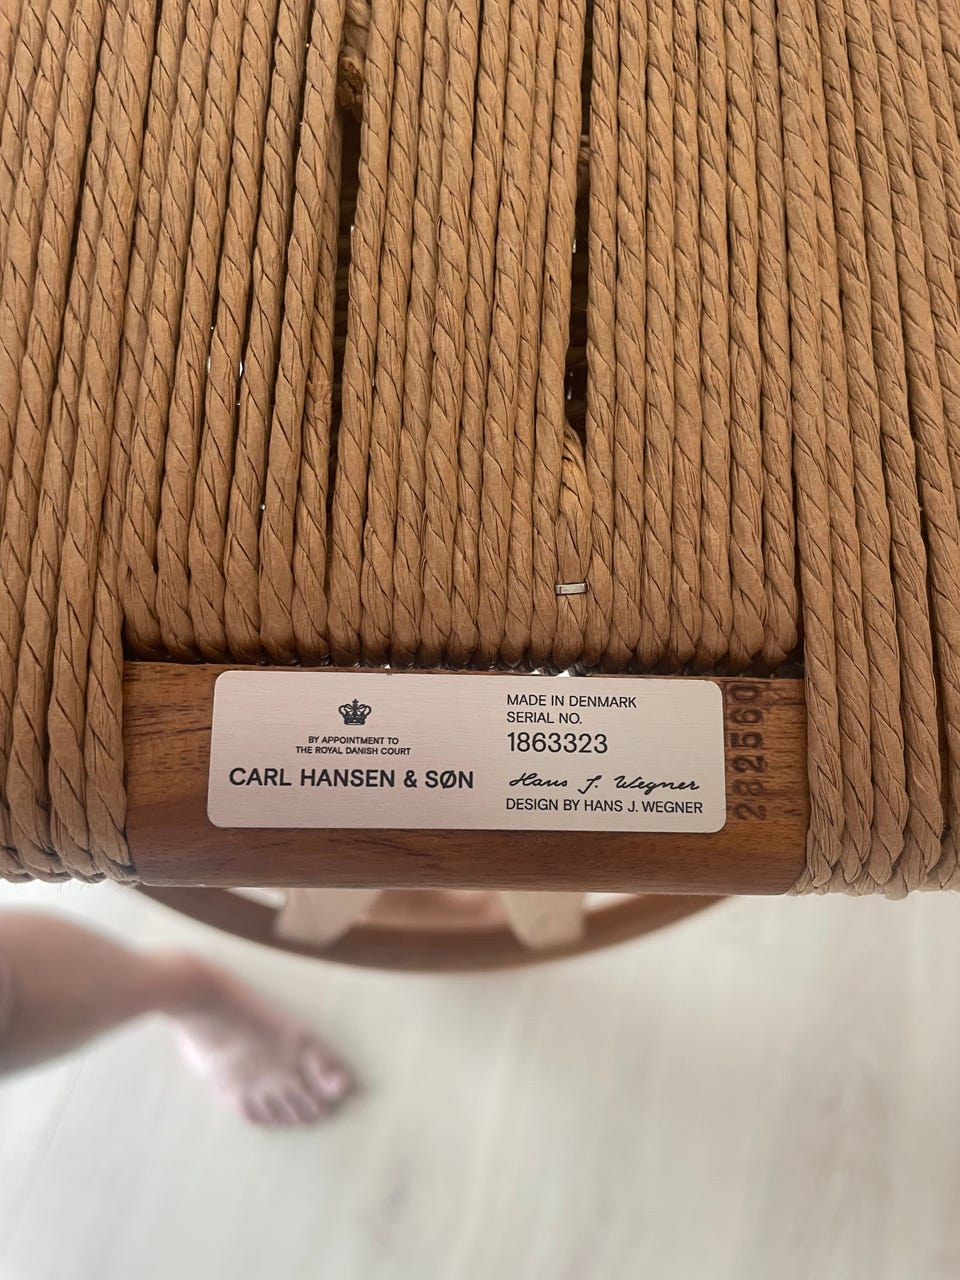 BY APPOINTMENT TO
THE ROYAL DANISH COURT
CARL HANSEN & SØN
MADE IN DENMARK
SERIAL NO.
1863323
Hans J. Wegner
DESIGN BY HANS J. WEGNER
2822560